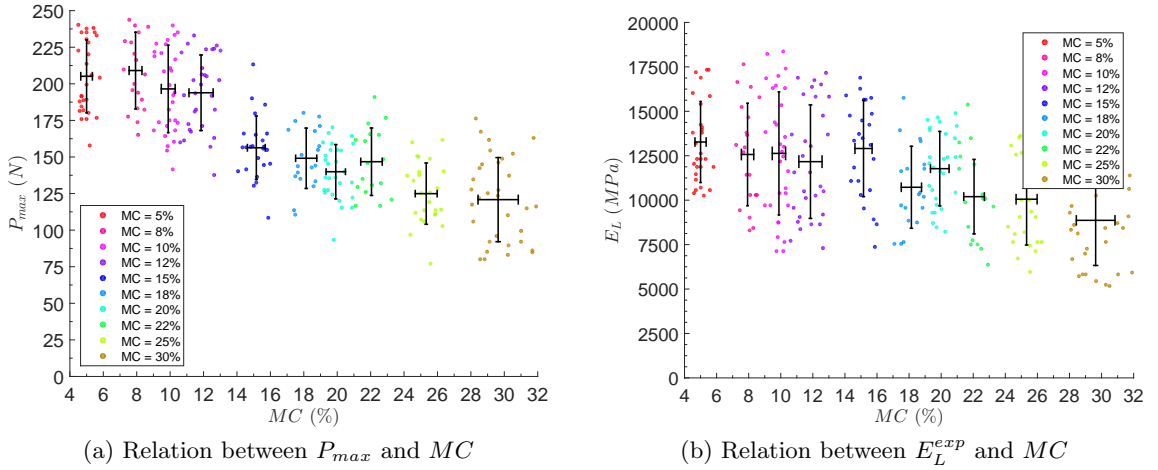 250
225
200
175
150
125
100
75
50
25
0
P_max (N)
MC = 5%
MC = 8%
MC = 10%
MC = 12%
MC = 15%
MC = 18%
MC = 20%
MC = 22%
MC = 25%
MC = 30%
4 6 8 10 12 14 16 18 20 22 24 26 28 30 32
MC (%)
(a) Relation between P_max and MC
20000
17500
15000
12500
10000
7500
5000
2500
0
E_L (MPa)
MC = 5%
MC = 8%
MC = 10%
MC = 12%
MC = 15%
MC = 18%
MC = 20%
MC = 22%
MC = 25%
MC = 30%
4 6 8 10 12 14 16 18 20 22 24 26 28 30 32
MC (%)
(b) Relation between E_L^exp and MC